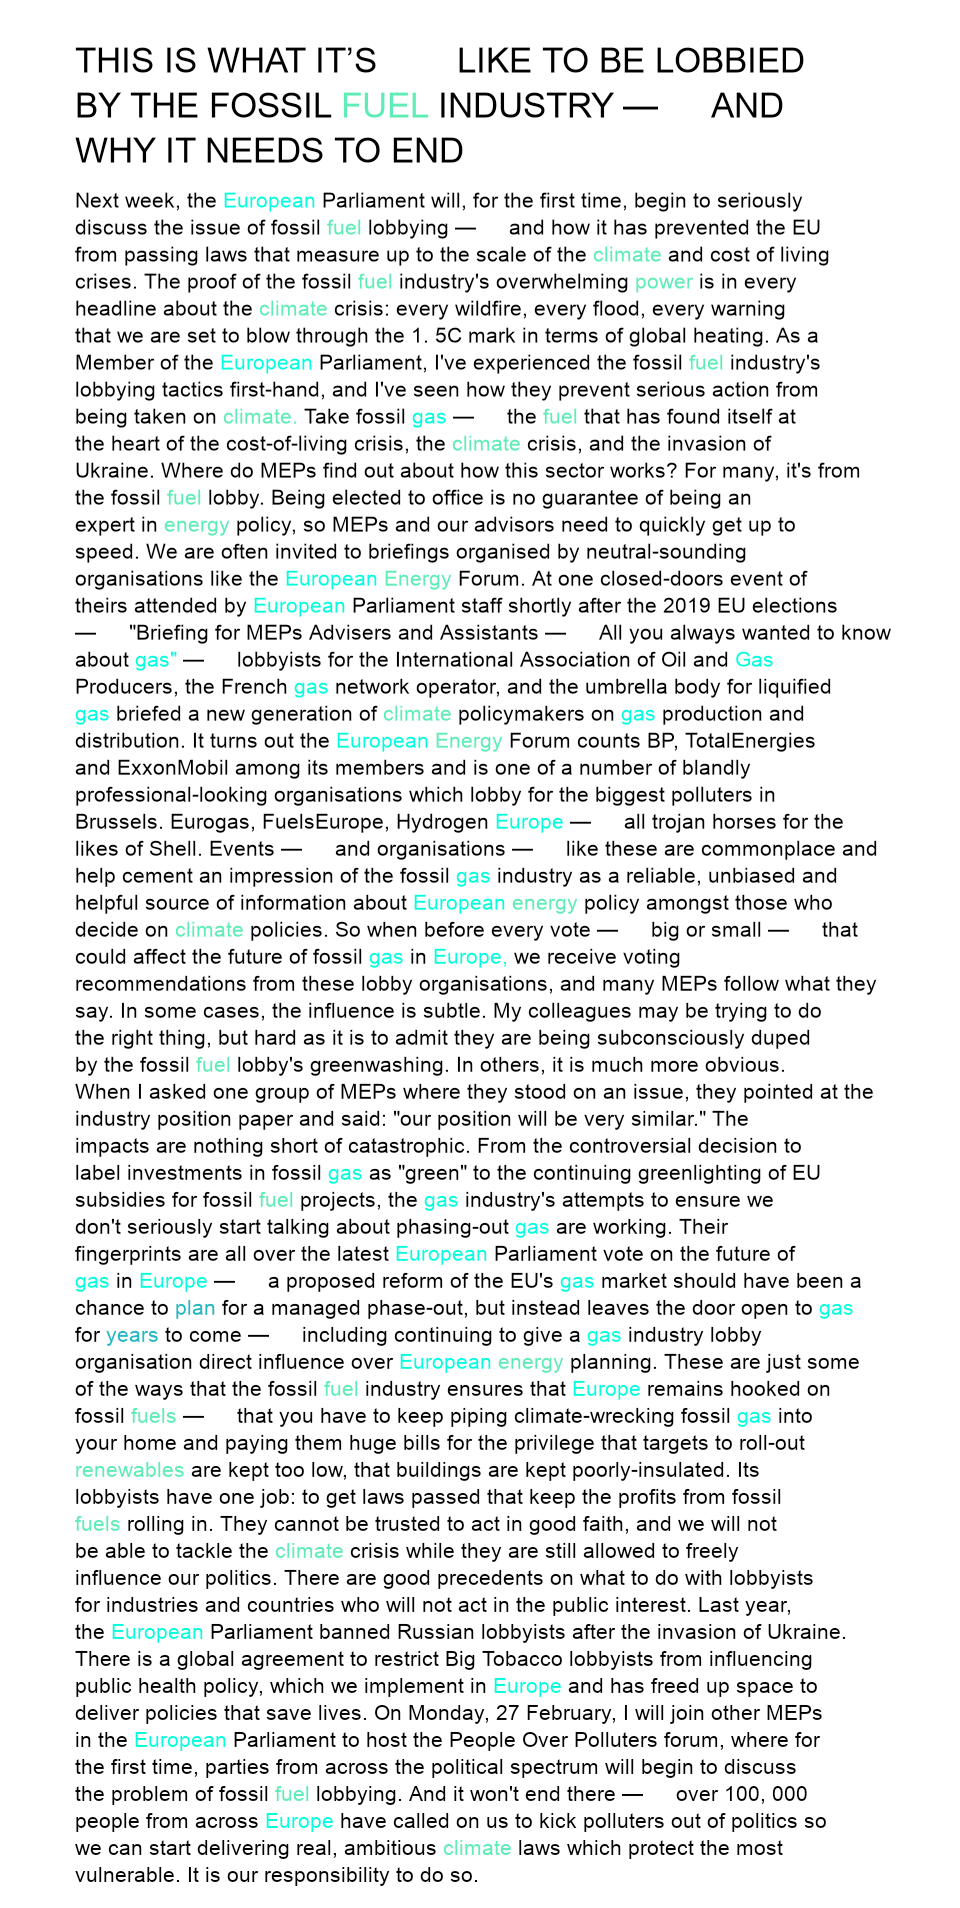 THIS IS WHAT IT’S LIKE TO BE LOBBIED
BY THE FOSSIL FUEL INDUSTRY — AND
WHY IT NEEDS TO END
Next week, the European Parliament will, for the first time, begin to seriously
discuss the issue of fossil fuel lobbying — and how it has prevented the EU
from passing laws that measure up to the scale of the climate and cost of living
crises. The proof of the fossil fuel industry's overwhelming power is in every
headline about the climate crisis: every wildfire, every flood, every warning
that we are set to blow through the 1. 5C mark in terms of global heating. As a
Member of the European Parliament, I've experienced the fossil fuel industry's
lobbying tactics first-hand, and I've seen how they prevent serious action from
being taken on climate. Take fossil gas — the fuel that has found itself at
the heart of the cost-of-living crisis, the climate crisis, and the invasion of
Ukraine. Where do MEPs find out about how this sector works? For many, it's from
the fossil fuel lobby. Being elected to office is no guarantee of being an
expert in energy policy, so MEPs and our advisors need to quickly get up to
speed. We are often invited to briefings organised by neutral-sounding
organisations like the European Energy Forum. At one closed-doors event of
theirs attended by European Parliament staff shortly after the 2019 EU elections
— "Briefing for MEPs Advisers and Assistants — All you always wanted to know
about gas" — lobbyists for the International Association of Oil and Gas
Producers, the French gas network operator, and the umbrella body for liquified
gas briefed a new generation of climate policymakers on gas production and
distribution. It turns out the European Energy Forum counts BP, TotalEnergies
and ExxonMobil among its members and is one of a number of blandly
professional-looking organisations which lobby for the biggest polluters in
Brussels. Eurogas, FuelsEurope, Hydrogen Europe — all trojan horses for the
likes of Shell. Events — and organisations — like these are commonplace and
help cement an impression of the fossil gas industry as a reliable, unbiased and
helpful source of information about European energy policy amongst those who
decide on climate policies. So when before every vote — big or small — that
could affect the future of fossil gas in Europe, we receive voting
recommendations from these lobby organisations, and many MEPs follow what they
say. In some cases, the influence is subtle. My colleagues may be trying to do
the right thing, but hard as it is to admit they are being subconsciously duped
by the fossil fuel lobby's greenwashing. In others, it is much more obvious.
When I asked one group of MEPs where they stood on an issue, they pointed at the
industry position paper and said: "our position will be very similar." The
impacts are nothing short of catastrophic. From the controversial decision to
label investments in fossil gas as "green" to the continuing greenlighting of EU
subsidies for fossil fuel projects, the gas industry's attempts to ensure we
don't seriously start talking about phasing-out gas are working. Their
fingerprints are all over the latest European Parliament vote on the future of
gas in Europe — a proposed reform of the EU's gas market should have been a
chance to plan for a managed phase-out, but instead leaves the door open to gas
for years to come — including continuing to give a gas industry lobby
organisation direct influence over European energy planning. These are just some
of the ways that the fossil fuel industry ensures that Europe remains hooked on
fossil fuels — that you have to keep piping climate-wrecking fossil gas into
your home and paying them huge bills for the privilege that targets to roll-out
renewables are kept too low, that buildings are kept poorly-insulated. Its
lobbyists have one job: to get laws passed that keep the profits from fossil
fuels rolling in. They cannot be trusted to act in good faith, and we will not
be able to tackle the climate crisis while they are still allowed to freely
influence our politics. There are good precedents on what to do with lobbyists
for industries and countries who will not act in the public interest. Last year,
the European Parliament banned Russian lobbyists after the invasion of Ukraine.
There is a global agreement to restrict Big Tobacco lobbyists from influencing
public health policy, which we implement in Europe and has freed up space to
deliver policies that save lives. On Monday, 27 February, I will join other MEPs
in the European Parliament to host the People Over Polluters forum, where for
the first time, parties from across the political spectrum will begin to discuss
the problem of fossil fuel lobbying. And it won't end there — over 100, 000
people from across Europe have called on us to kick polluters out of politics so
we can start delivering real, ambitious climate laws which protect the most
vulnerable. It is our responsibility to do so.